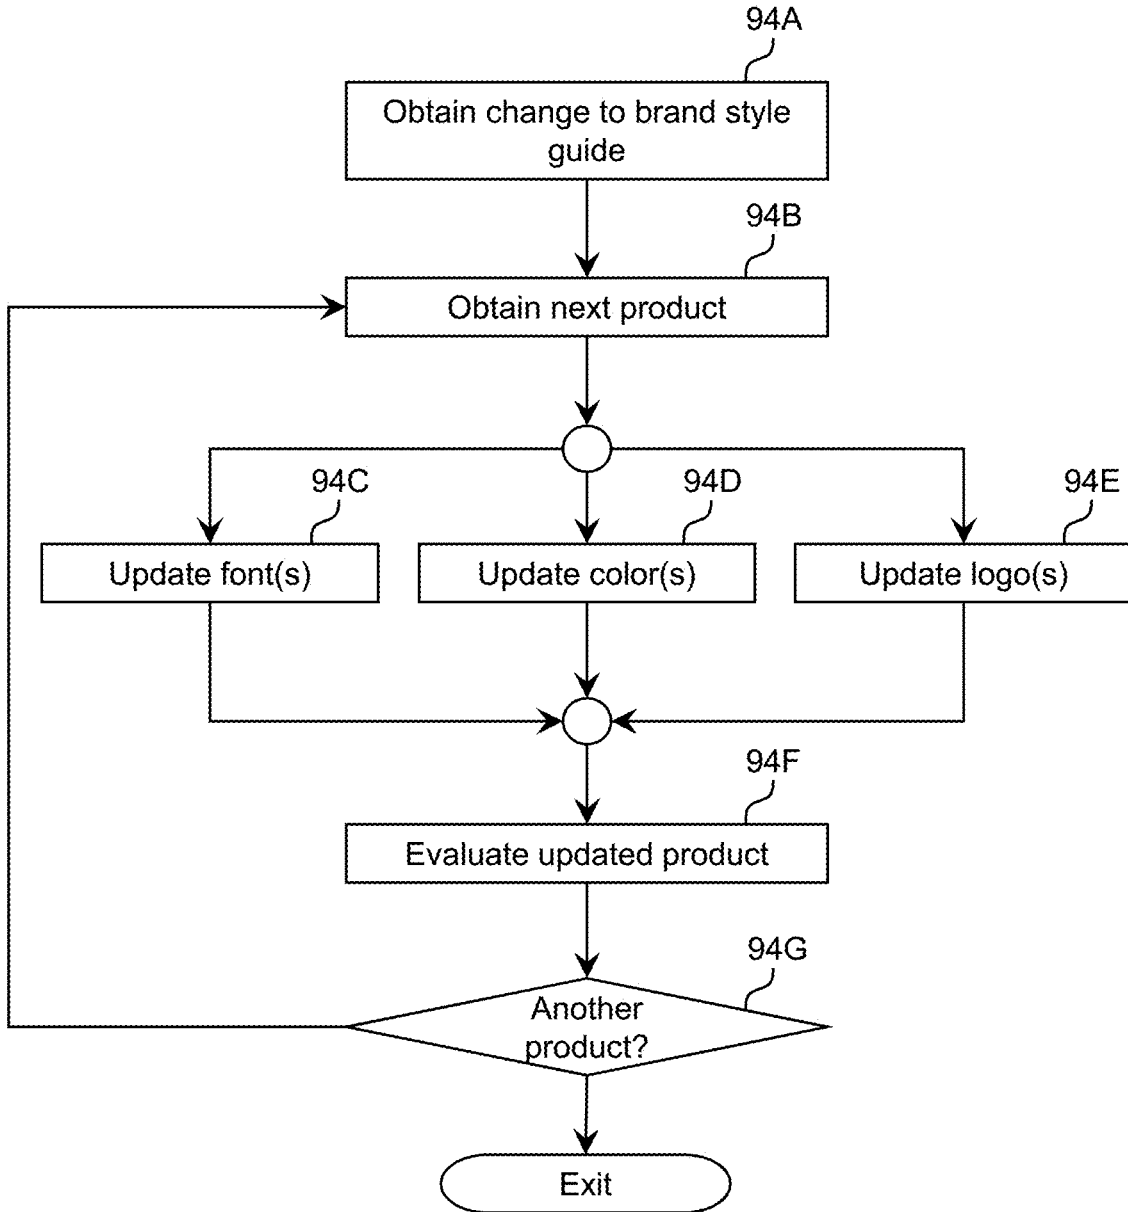 94A
Obtain change to brand style
guide
94B
Obtain next product
94C
94D
94E
Update font(s)
Update color(s)
Update logo(s)
94F
Evaluate updated product
94G
Another
product?
Exit